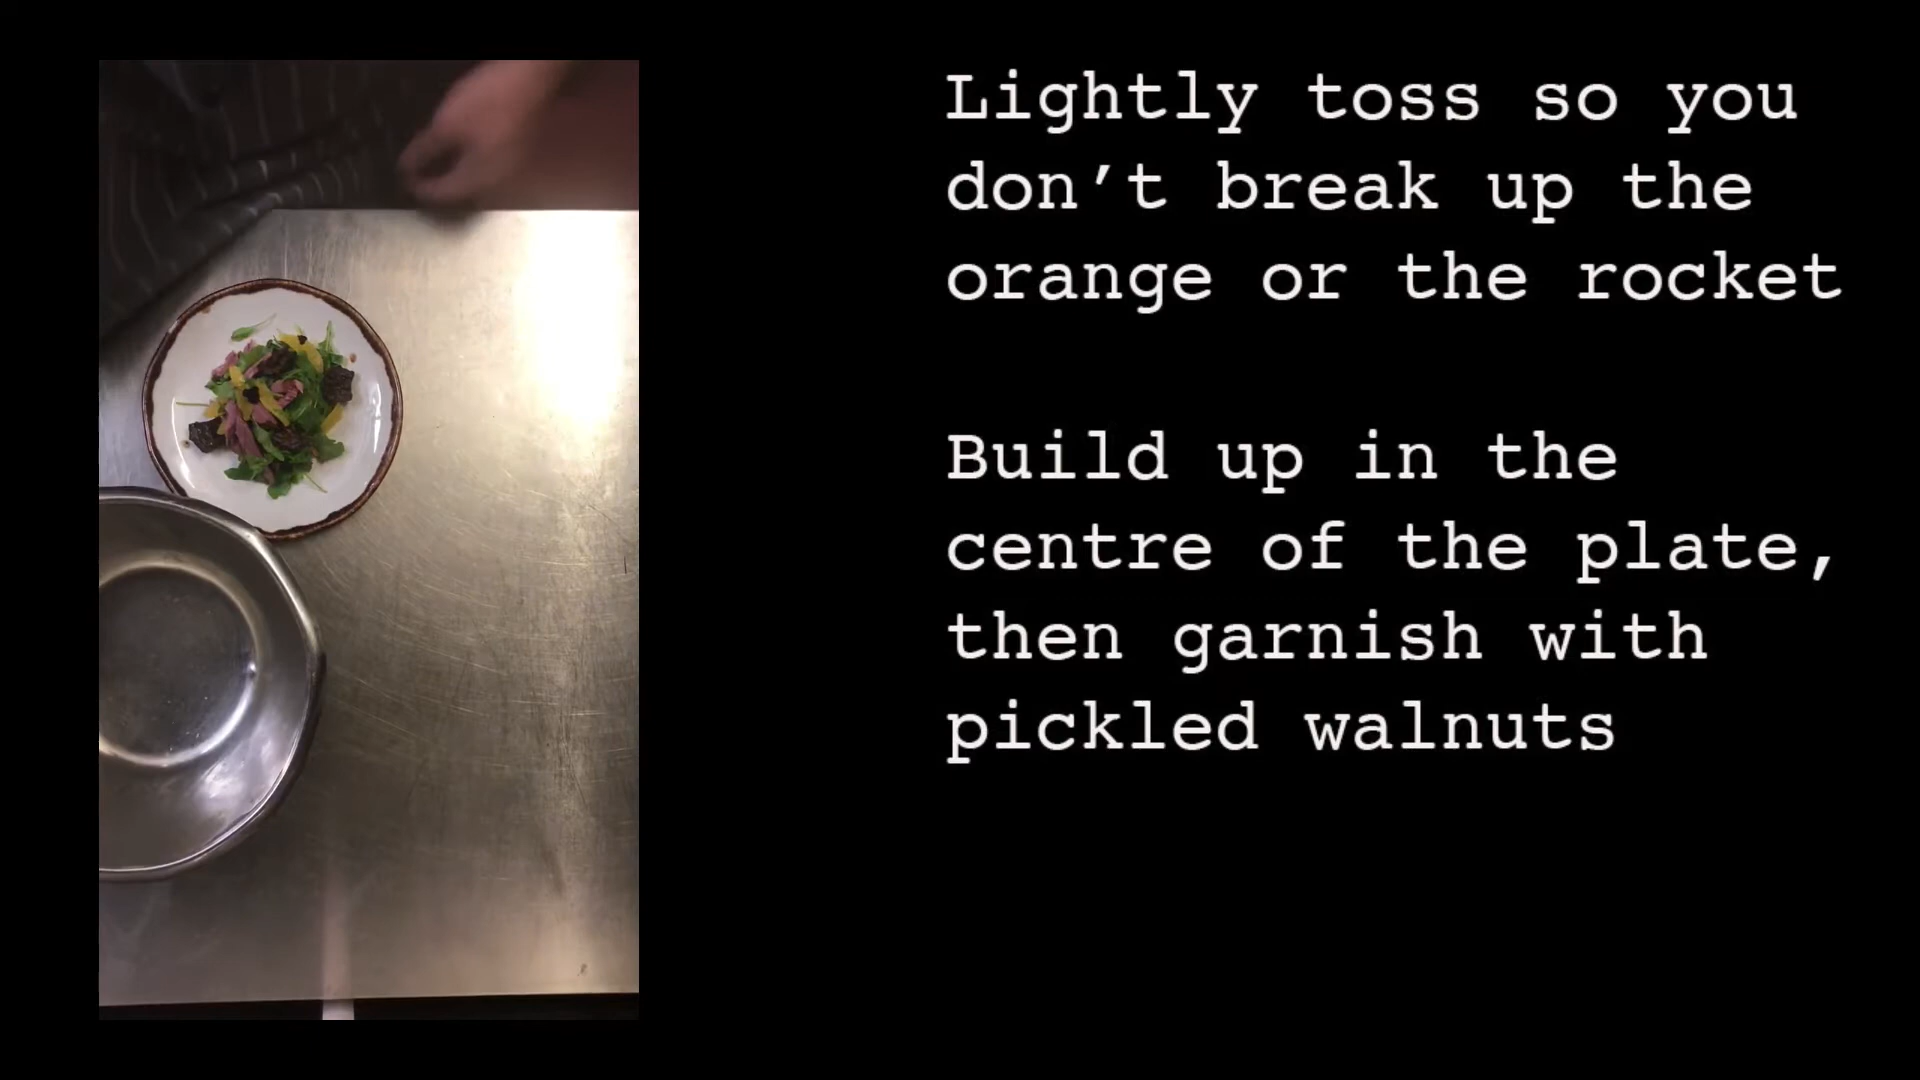 Lightly toss so you
don’t break up the
orange or the rocket
Build up in the
centre of the plate,
then garnish with
pickled walnuts